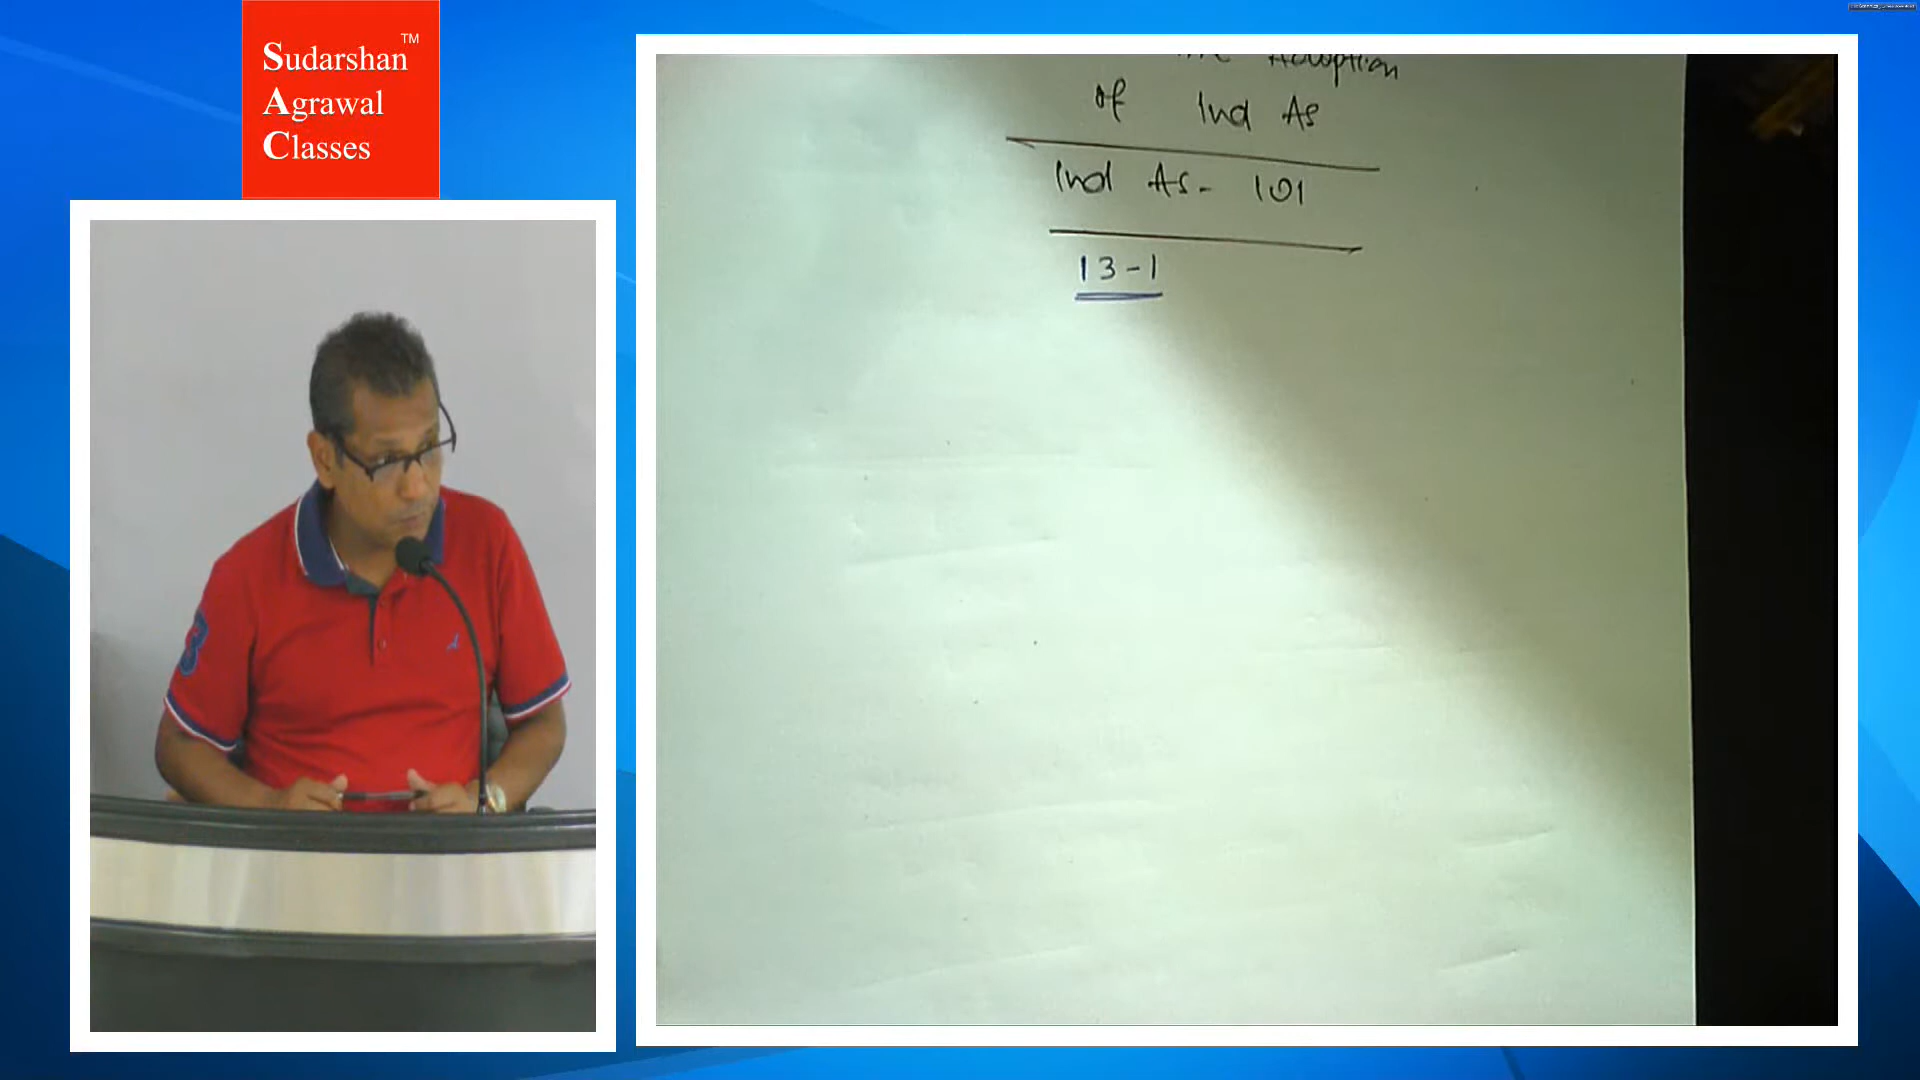 Sudarshan™
Agrawal
Classes
Adoption
of Ind As
Ind As - 101
13-1